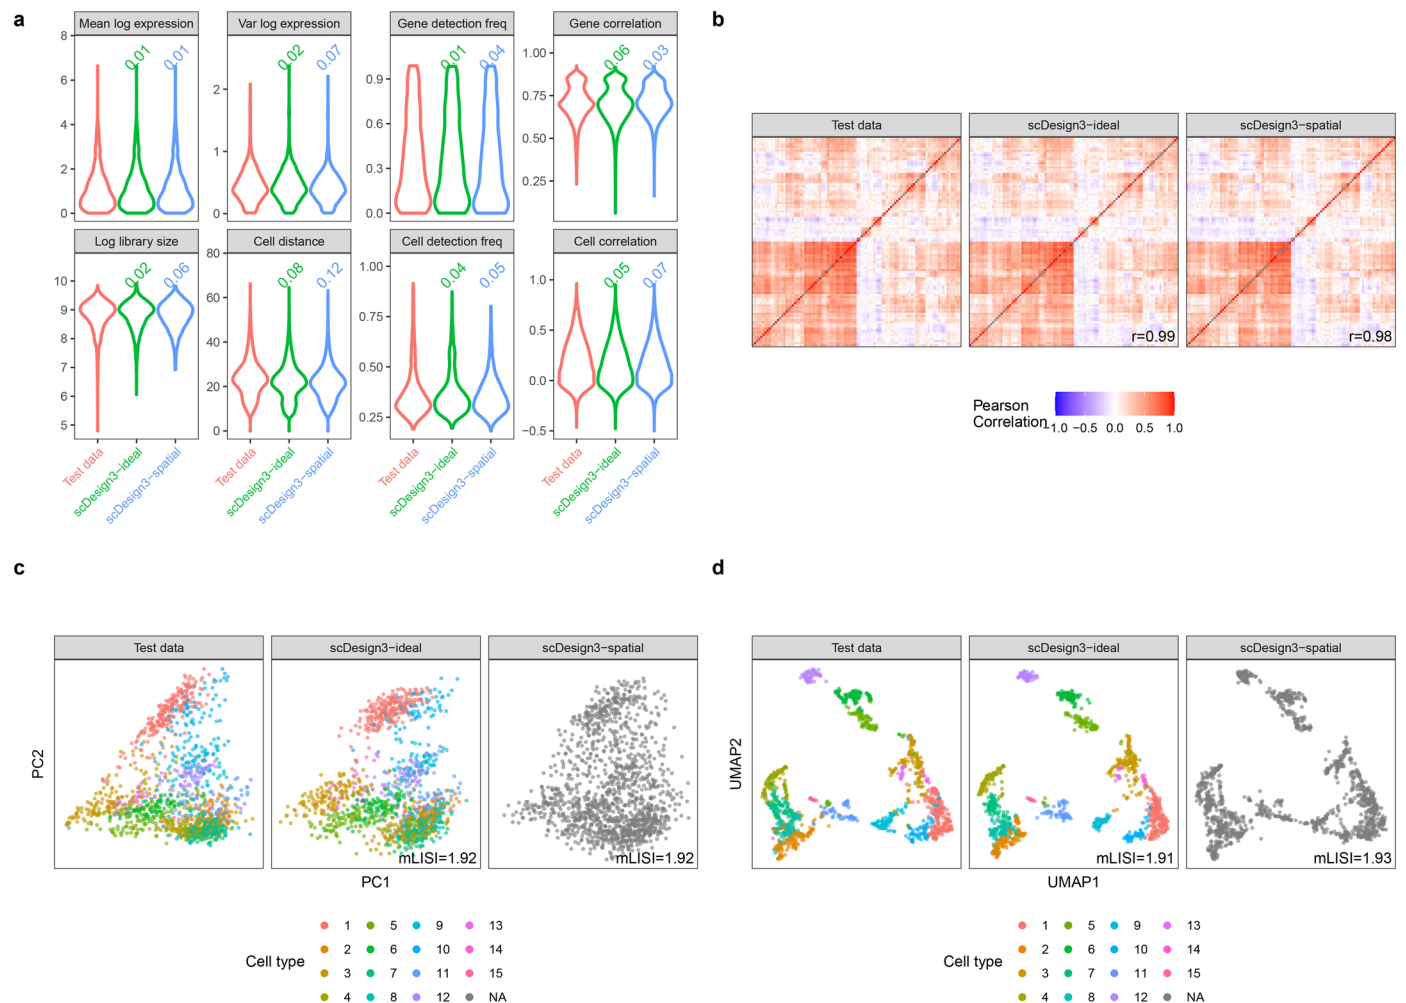 a
Mean log expression
Var log expression
Gene detection freq
Gene correlation
0.01
0.01
0.02
0.07
0.01
0.04
0.06
0.03
8
6
4
2
0
2
1
0
0.9
0.6
0.3
0.0
1.00
0.75
0.50
0.25
Log library size
Cell distance
Cell detection freq
Cell correlation
0.02
0.06
0.08
0.12
0.04
0.05
0.05
0.07
10
9
8
7
6
5
80
60
40
20
0
1.00
0.75
0.50
0.25
1.0
0.5
0.0
−0.5
Test data
scDesign3−ideal
scDesign3−spatial
Test data
scDesign3−ideal
scDesign3−spatial
Test data
scDesign3−ideal
scDesign3−spatial
Test data
scDesign3−ideal
scDesign3−spatial
b
Test data
scDesign3−ideal
scDesign3−spatial
r=0.99
r=0.98
Pearson
Correlation
−1.0 −0.5 0.0 0.5 1.0
c
Test data
scDesign3−ideal
scDesign3−spatial
PC2
mLISI=1.92
mLISI=1.92
PC1
Cell type
1 5 9 13
2 6 10 14
3 7 11 15
4 8 12 NA
d
Test data
scDesign3−ideal
scDesign3−spatial
UMAP2
mLISI=1.91
mLISI=1.93
UMAP1
Cell type
1 5 9 13
2 6 10 14
3 7 11 15
4 8 12 NA